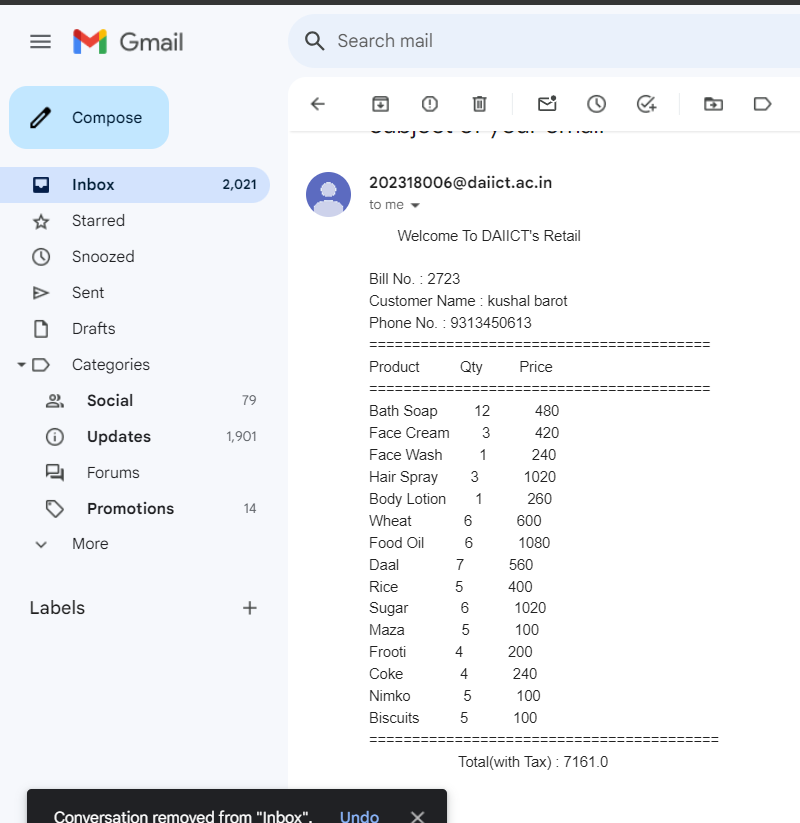 Gmail
Search mail
Compose
Inbox 2,021
Starred
Snoozed
Sent
Drafts
Categories
Social 79
Updates 1,901
Forums
Promotions 14
More
Labels
subject of your email
202318006@daiict.ac.in
to me
Welcome To DAIICT's Retail
Bill No. : 2723
Customer Name : kushal barot
Phone No. : 9313450613
========================================
Product Qty Price
========================================
Bath Soap 12 480
Face Cream 3 420
Face Wash 1 240
Hair Spray 3 1020
Body Lotion 1 260
Wheat 6 600
Food Oil 6 1080
Daal 7 560
Rice 5 400
Sugar 6 1020
Maza 5 100
Frooti 4 200
Coke 4 240
Nimko 5 100
Biscuits 5 100
=========================================
Total(with Tax) : 7161.0
Conversation removed from "Inbox". Undo